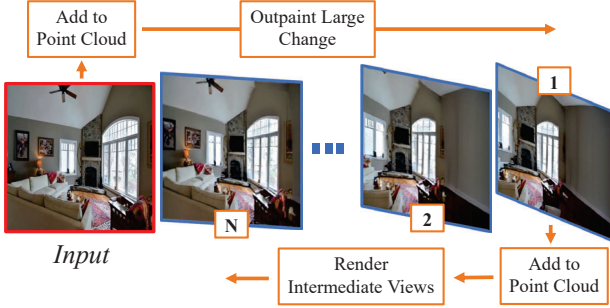 Add to
Point Cloud
Outpaint Large
Change
1
N
2
Input
Render
Intermediate Views
Add to
Point Cloud